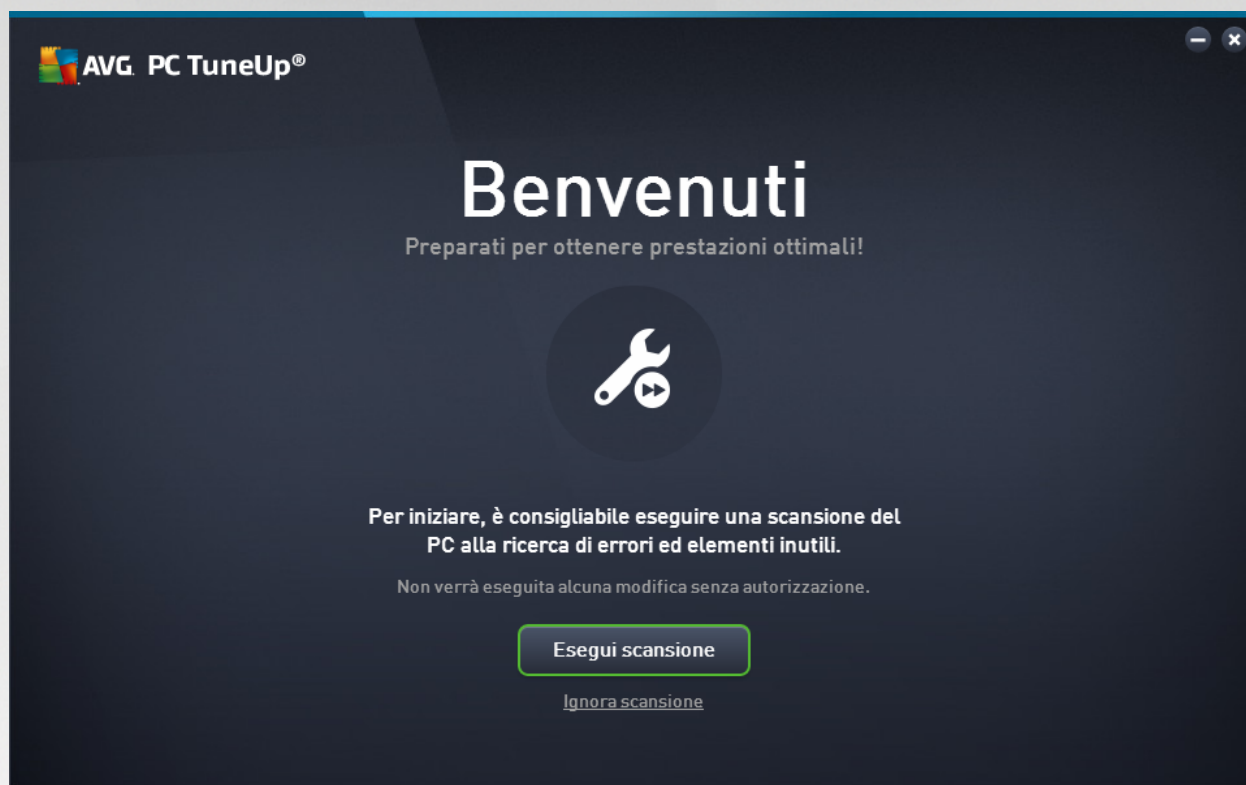 AVG. PC TuneUp®
Benvenuti
Preparati per ottenere prestazioni ottimali!
Per iniziare, è consigliabile eseguire una scansione del
PC alla ricerca di errori ed elementi inutili.
Non verrà eseguita alcuna modifica senza autorizzazione.
Esegui scansione
Ignora scansione